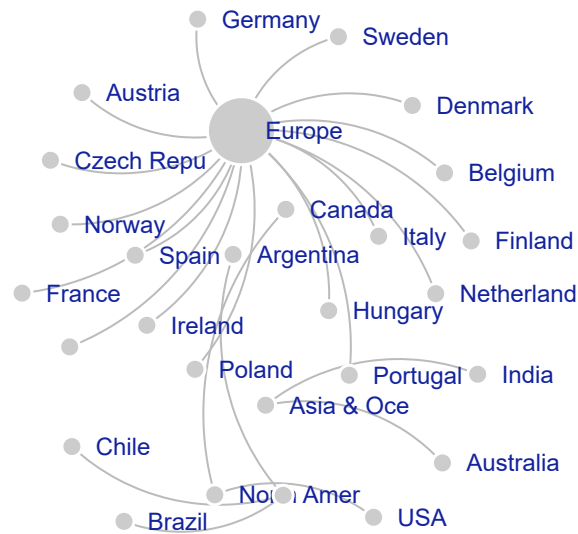 Germany
Sweden
Austria
Denmark
Europe
Czech Repu
Belgium
Canada
Norway
Italy
Finland
Spain
Argentina
France
Netherland
Hungary
Ireland
Poland
Portugal
India
Asia & Oce
Chile
Australia
North Amer
USA
Brazil